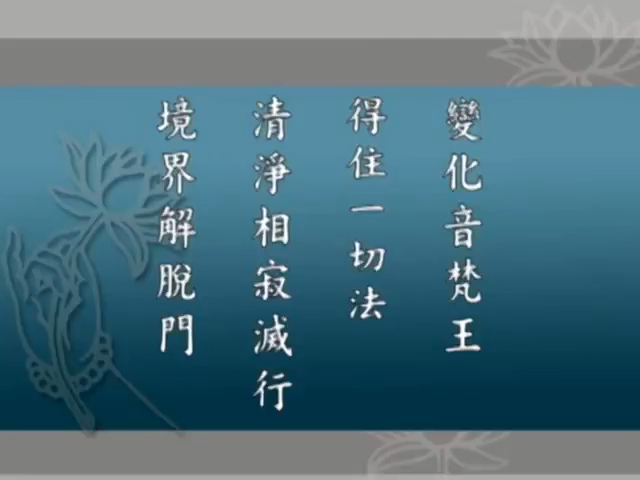 變化音梵王
得住一切法
清淨相寂滅行
境界解脫門